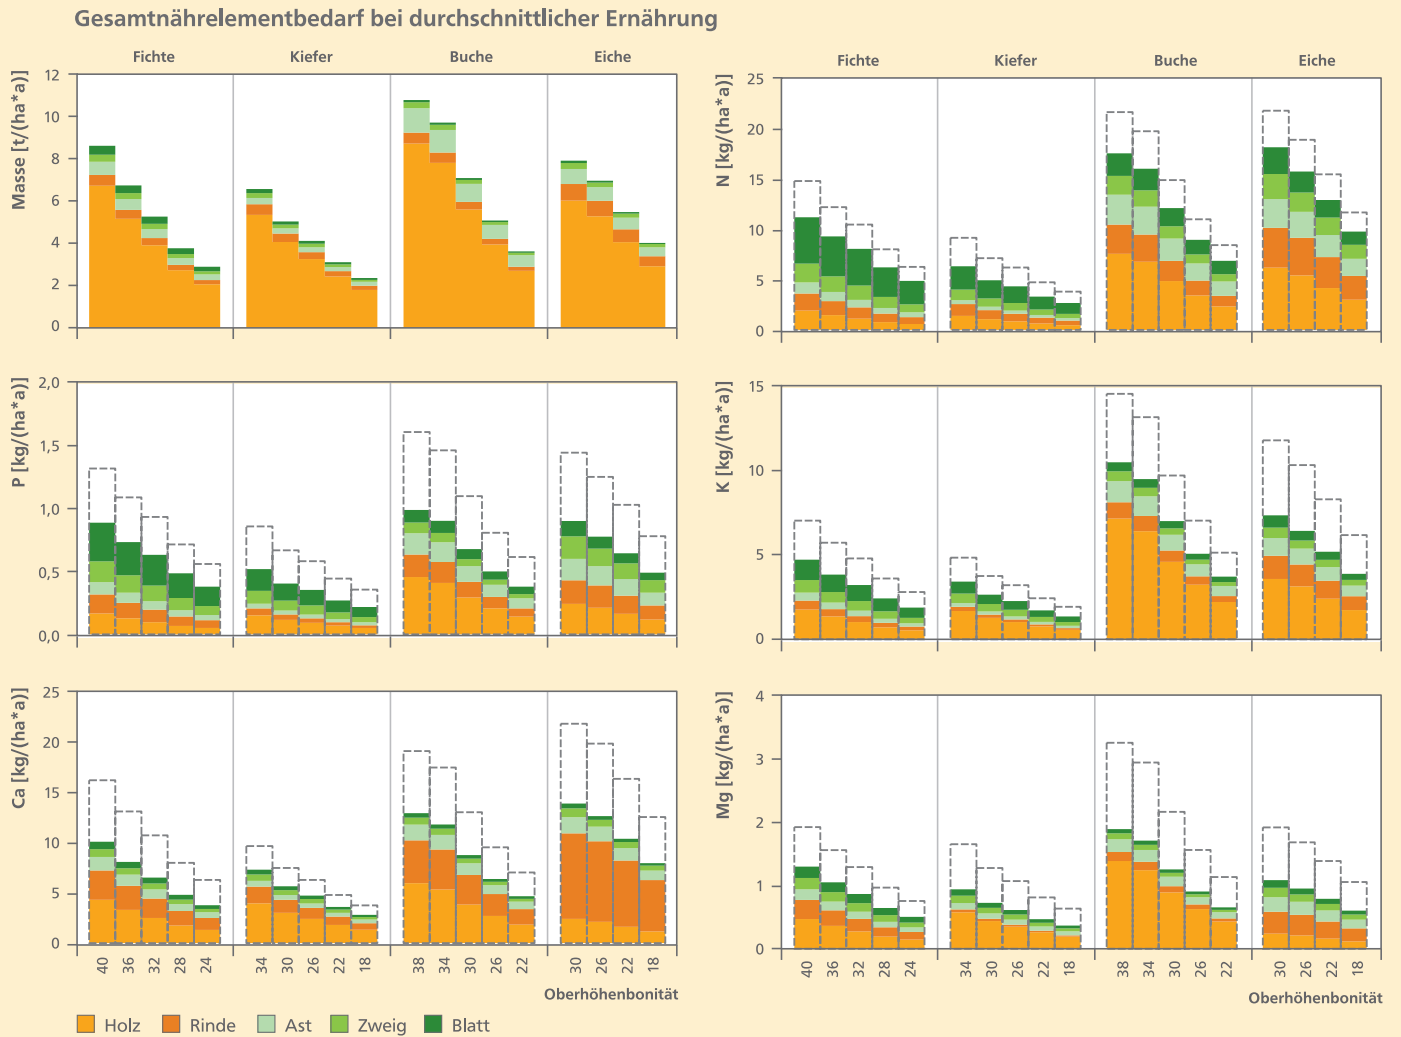 Gesamtnährelementbedarf bei durchschnittlicher Ernährung
Fichte Kiefer Buche Eiche
Masse [t/(ha*a)]
12
10
8
6
4
2
0
Fichte Kiefer Buche Eiche
N [kg/(ha*a)]
25
20
15
10
5
0
P [kg/(ha*a)]
2,0
1,5
1,0
0,5
0,0
K [kg/(ha*a)]
15
10
5
0
Ca [kg/(ha*a)]
25
20
15
10
5
0
40 36 32 28 24 34 30 26 22 18 38 34 30 26 22 30 26 22 18
Oberhöhenbonität
Mg [kg/(ha*a)]
4
3
2
1
0
40 36 32 28 24 34 30 26 22 18 38 34 30 26 22 30 26 22 18
Oberhöhenbonität
Holz Rinde Ast Zweig Blatt